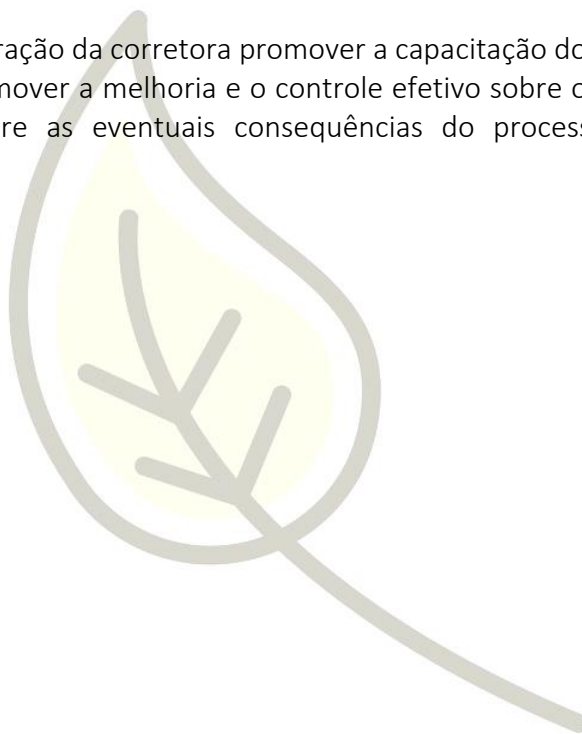 ração da corretora promover a capacitação do
mover a melhoria e o controle efetivo sobre
re as eventuais consequências do process